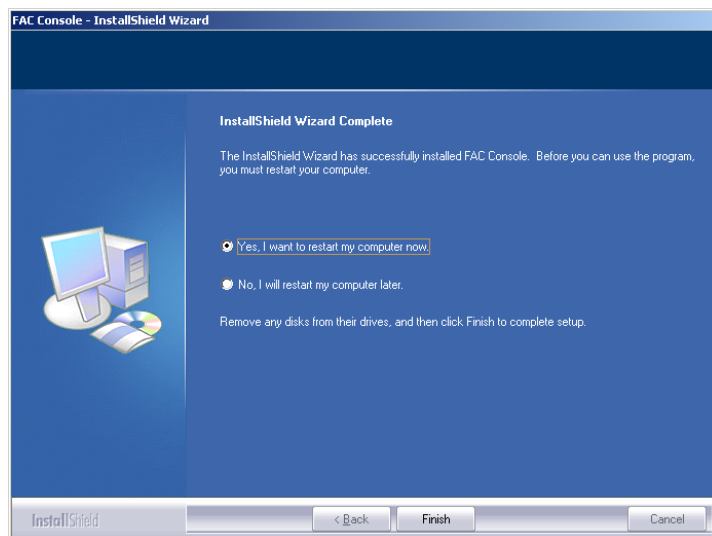 FAC Console - InstallShield Wizard
InstallShield Wizard Complete
The InstallShield Wizard has successfully installed FAC Console. Before you can use the program,
you must restart your computer.
Yes, I want to restart my computer now.
No, I will restart my computer later.
Remove any disks from their drives, and then click Finish to complete setup.
InstallShield
< Back
Finish
Cancel